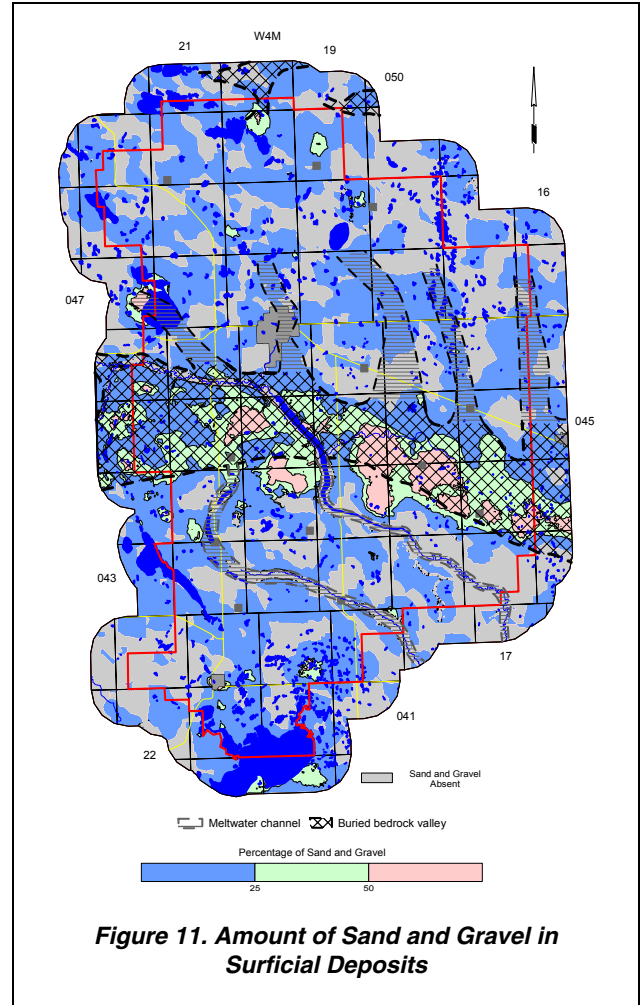 W4M
21
19
050
16
047
045
043
17
041
22
Sand and Gravel
Absent
Meltwater channel
Buried bedrock valley
Percentage of Sand and Gravel
25
50
Figure 11. Amount of Sand and Gravel in
Surficial Deposits